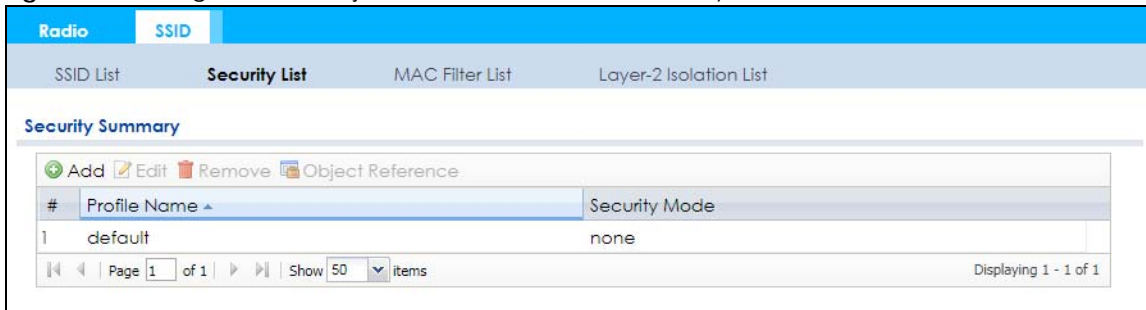 Radio SSID
SSID List Security List MAC Filter List Layer-2 Isolation List
Security Summary
Add Edit Remove Object Reference
# Profile Name Security Mode
1 default none
Page 1 of 1 Show 50 items Displaying 1 - 1 of 1